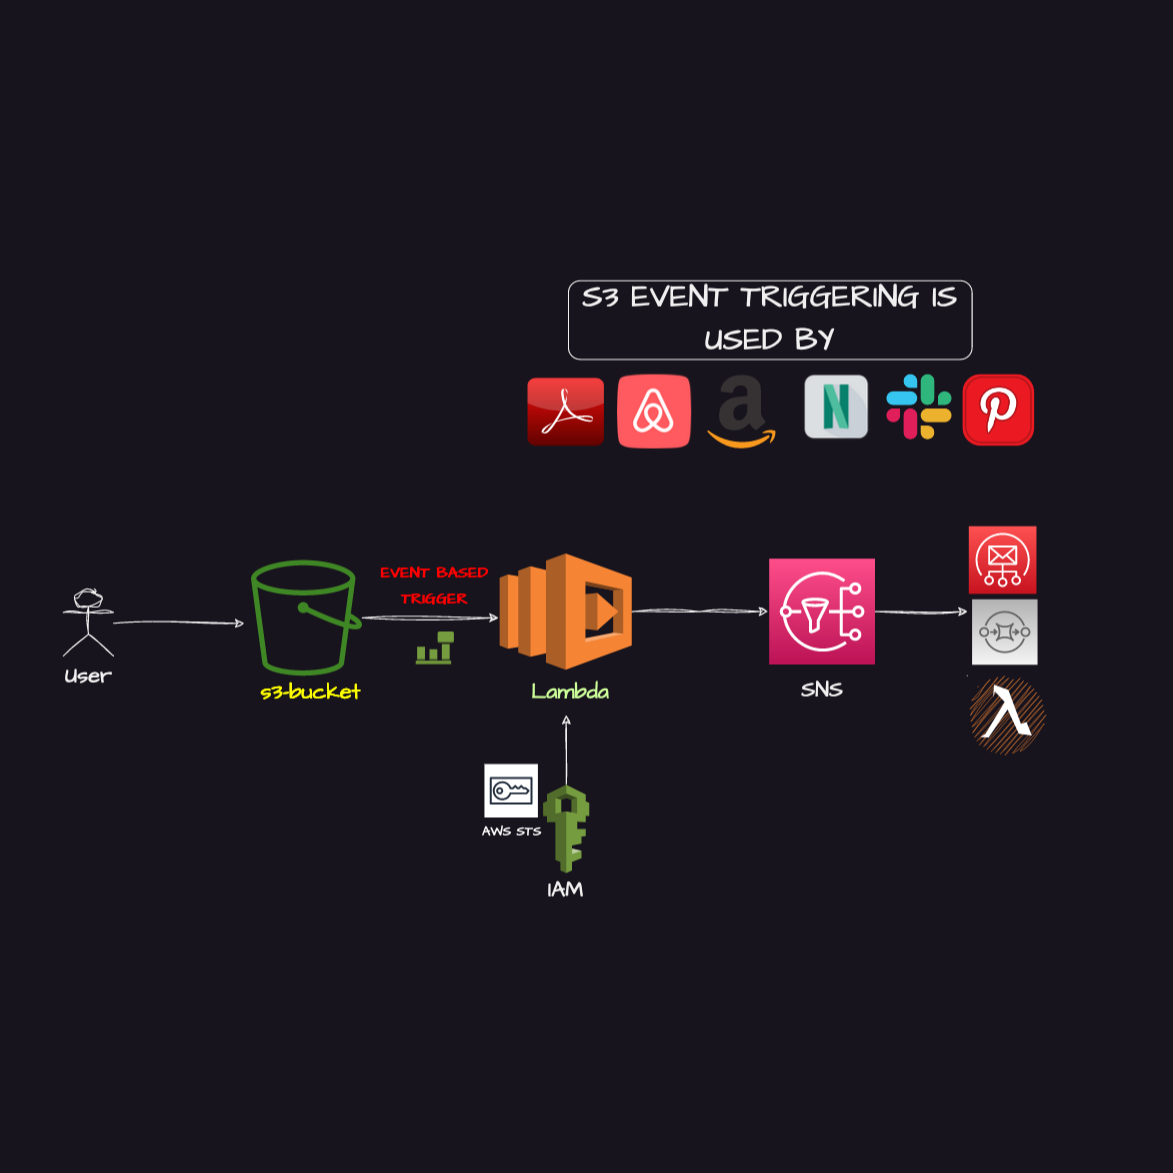 S3 EVENT TRIGGERING IS
USED BY
EVENT BASED
TRIGGER
User
s3-bucket
Lambda
SNS
AWS STS
IAM